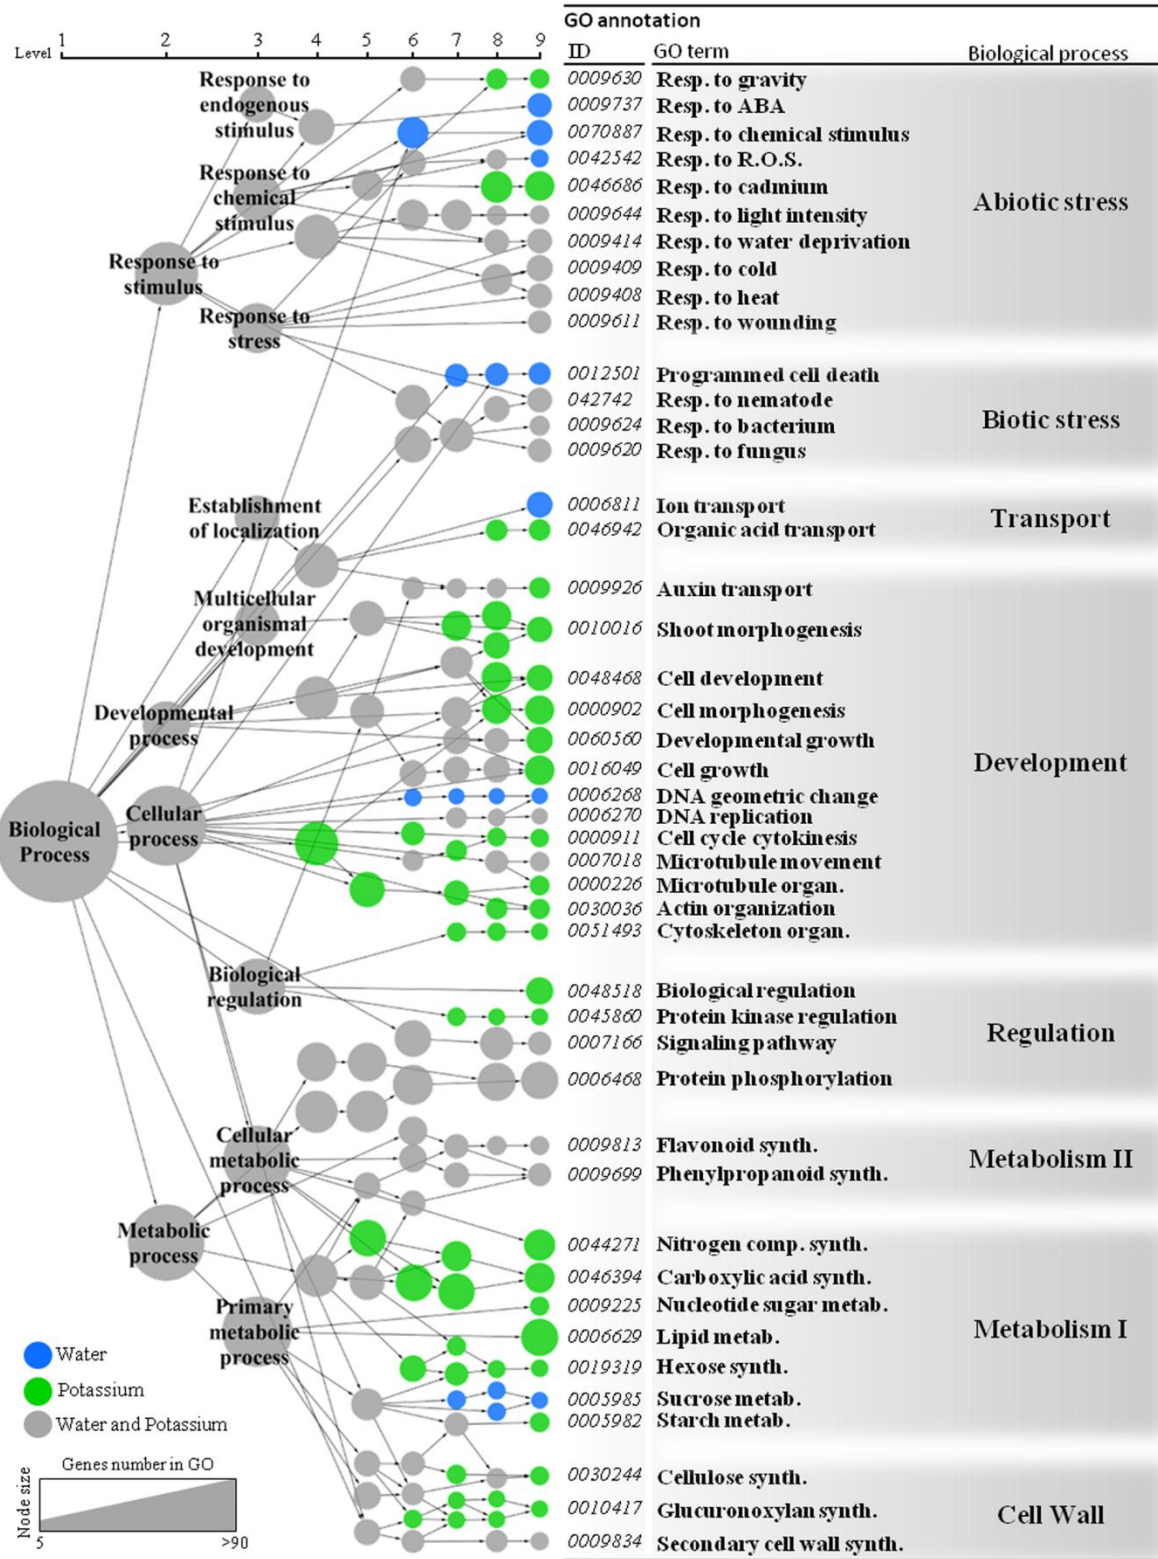 GO annotation
Level 1 2 3 4 5 6 7 8 9
ID GO term Biological process
0009630 Resp. to gravity
0009737 Resp. to ABA
0070887 Resp. to chemical stimulus
0042542 Resp. to R.O.S.
0046686 Resp. to cadmium
0009644 Resp. to light intensity
0009414 Resp. to water deprivation
0009409 Resp. to cold
0009408 Resp. to heat
0009611 Resp. to wounding
Abiotic stress
0012501 Programmed cell death
042742 Resp. to nematode
0009624 Resp. to bacterium
0009620 Resp. to fungus
Biotic stress
0006811 Ion transport
0046942 Organic acid transport
Transport
0009926 Auxin transport
0010016 Shoot morphogenesis
0048468 Cell development
0000902 Cell morphogenesis
0060560 Developmental growth
0016049 Cell growth
0006268 DNA geometric change
0006270 DNA replication
0000911 Cell cycle cytokinesis
0007018 Microtubule movement
0000226 Microtubule organ.
0030036 Actin organization
0051493 Cytoskeleton organ.
Development
0048518 Biological regulation
0045860 Protein kinase regulation
0007166 Signaling pathway
0006468 Protein phosphorylation
Regulation
0009813 Flavonoid synth.
0009699 Phenylpropanoid synth.
Metabolism II
0044271 Nitrogen comp. synth.
0046394 Carboxylic acid synth.
0009225 Nucleotide sugar metab.
0006629 Lipid metab.
0019319 Hexose synth.
0005985 Sucrose metab.
0005982 Starch metab.
Metabolism I
0030244 Cellulose synth.
0010417 Glucuronoxylan synth.
0009834 Secondary cell wall synth.
Cell Wall
Response to
endogenous
stimulus
Response to
chemical
stimulus
Response to
stimulus
Response to
stress
Establishment
of localization
Multicellular
organismal
development
Developmental
process
Biological
Process
Cellular
process
Biological
regulation
Cellular
metabolic
process
Metabolic
process
Primary
metabolic
process
Water
Potassium
Water and Potassium
Genes number in GO
Node size
5 >90